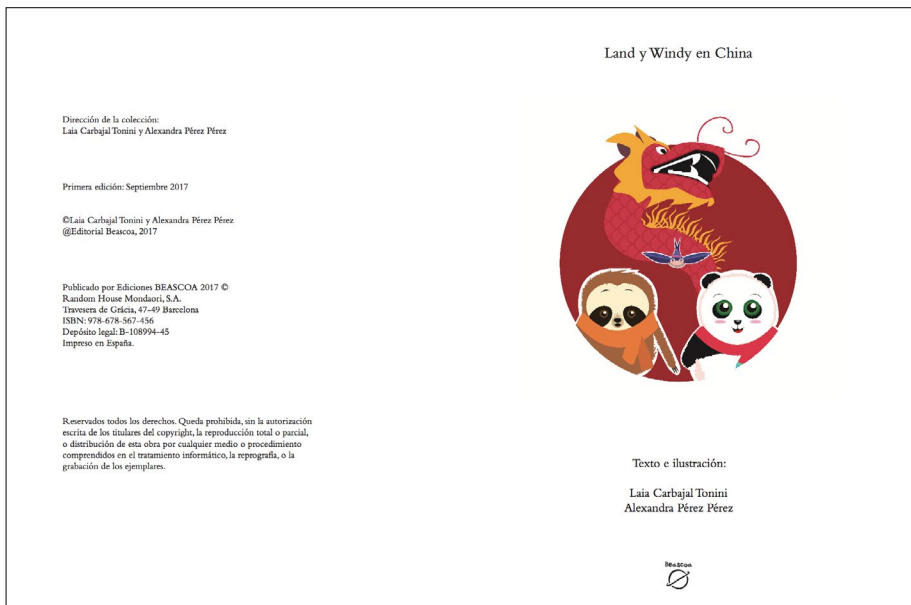 Dirección de la colección:
Laia Carbajal Tonini y Alexandra Pérez Pérez
Primera edición: Septiembre 2017
©Laia Carbajal Tonini y Alexandra Pérez Pérez
@Editorial Beascoa, 2017
Publicado por Ediciones BEASCOA 2017 ©
Random House Mondaori, S.A.
Travesera de Grácia, 47-49 Barcelona
ISBN: 978-678-567-456
Depósito legal: B-108994-45
Impreso en España.
Reservados todos los derechos. Queda prohibida, sin la autorización
escrita de los titulares del copyright, la reproducción total o parcial,
o distribución de esta obra por cualquier medio o procedimiento
comprendidos en el tratamiento informático, la reprografía, o la
grabación de los ejemplares.
Land y Windy en China
Texto e ilustración:
Laia Carbajal Tonini
Alexandra Pérez Pérez
Beascoa